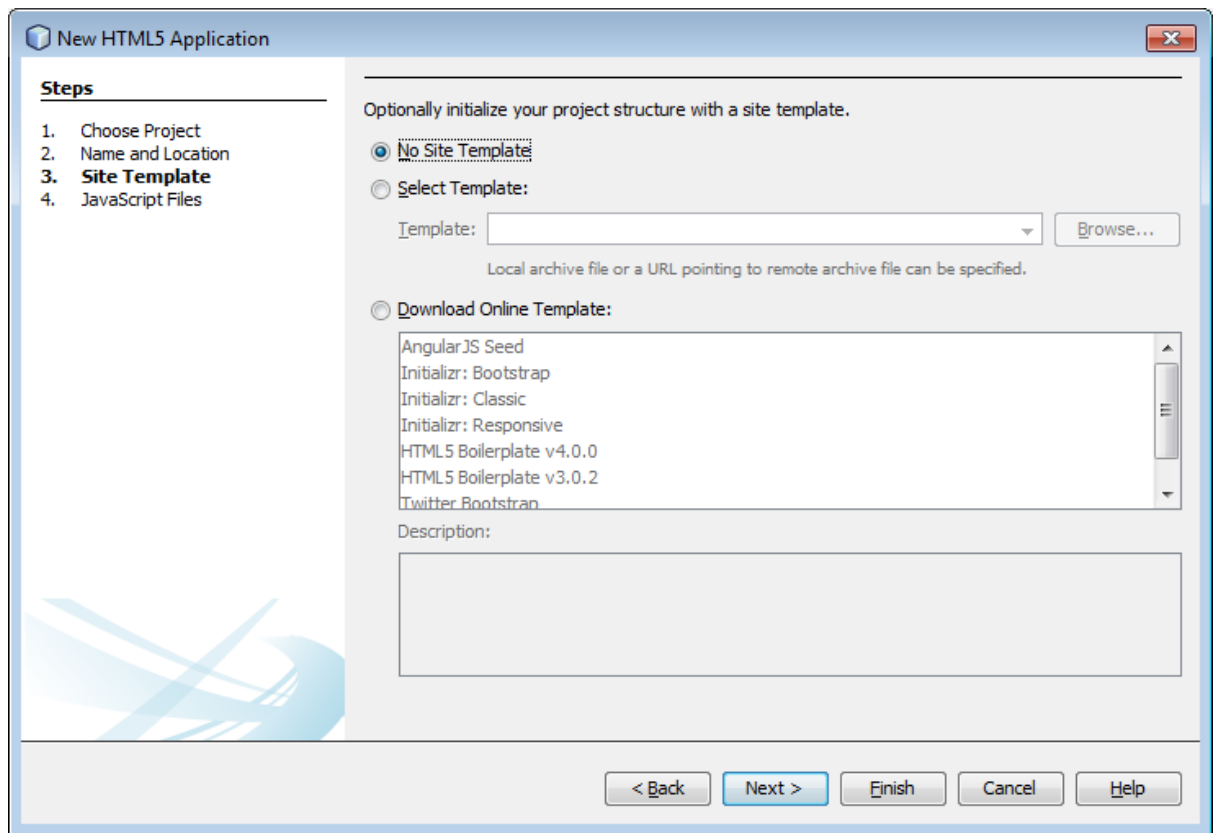 New HTML5 Application
Steps
1. Choose Project
2. Name and Location
3. Site Template
4. JavaScript Files
Optionally initialize your project structure with a site template.
No Site Template
Select Template:
Template:
Browse...
Local archive file or a URL pointing to remote archive file can be specified.
Download Online Template:
AngularJS Seed
Initializr: Bootstrap
Initializr: Classic
Initializr: Responsive
HTML5 Boilerplate v4.0.0
HTML5 Boilerplate v3.0.2
Twitter Bootstrap
Description:
< Back Next > Finish Cancel Help